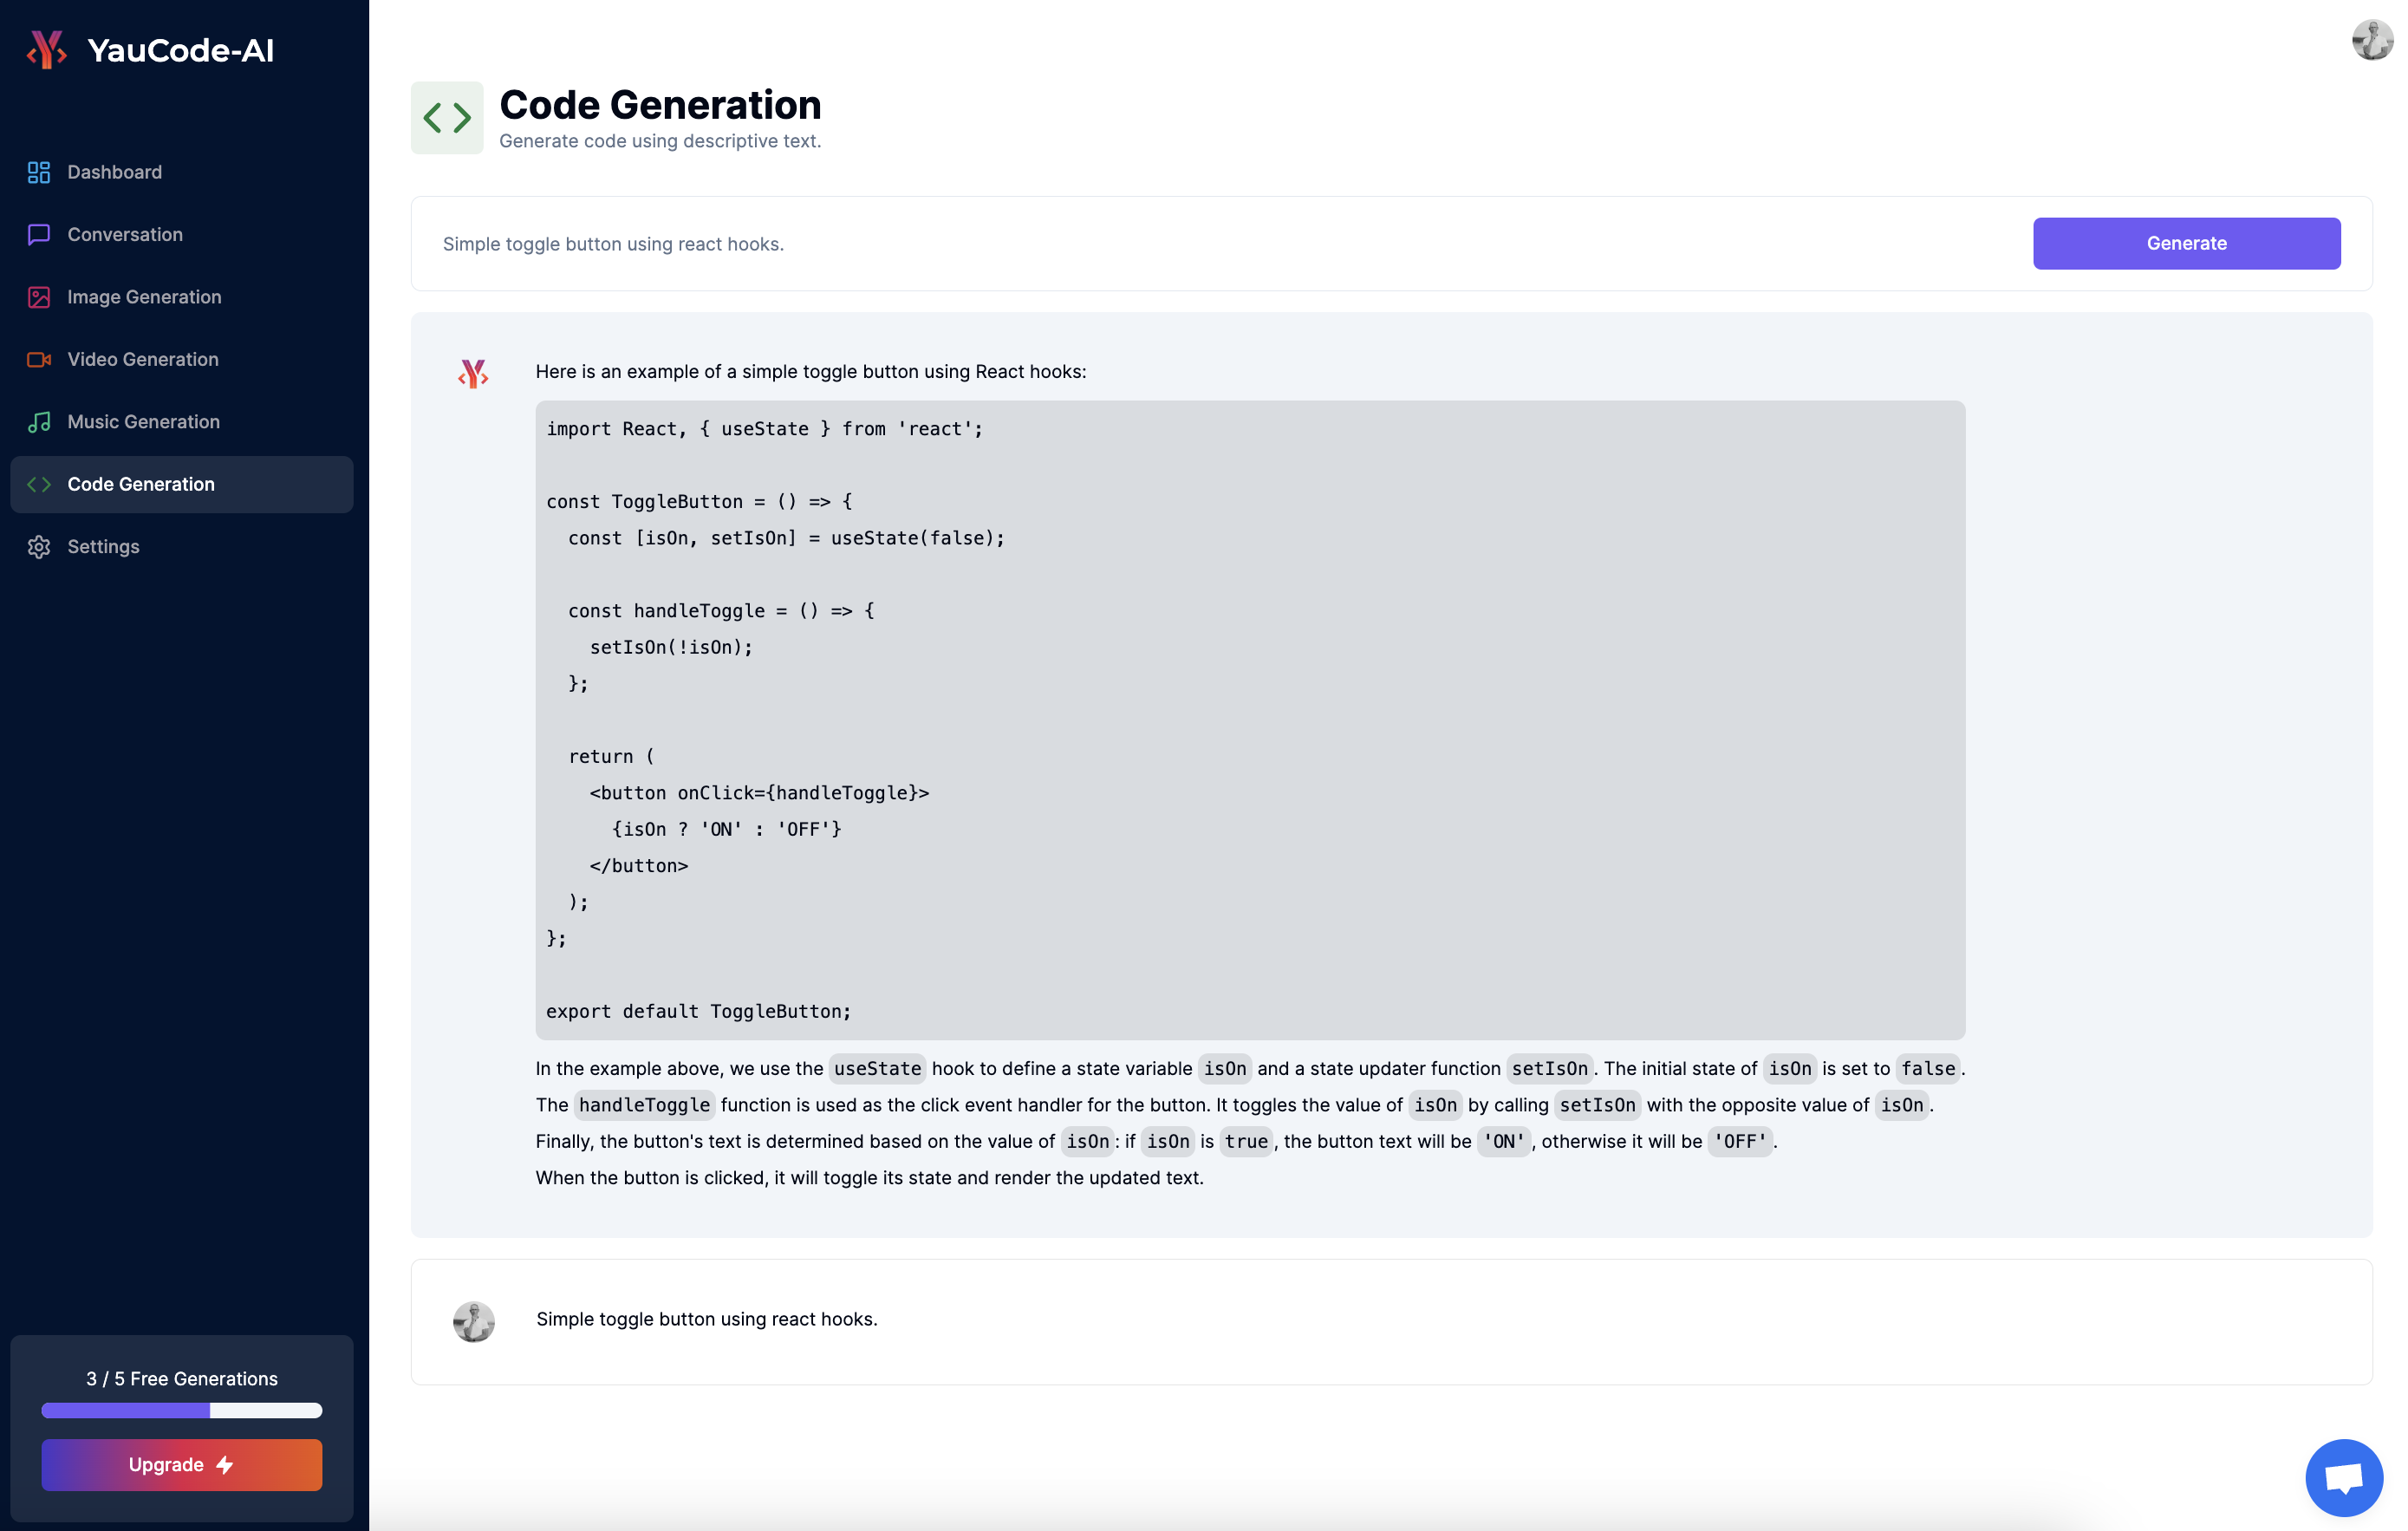 YauCode-AI
Dashboard
Conversation
Image Generation
Video Generation
Music Generation
Code Generation
Settings
3 / 5 Free Generations
Upgrade
Code Generation
Generate code using descriptive text.
Simple toggle button using react hooks.
Generate
Here is an example of a simple toggle button using React hooks:
import React, { useState } from 'react';
const ToggleButton = () => {
  const [isOn, setIsOn] = useState(false);
  const handleToggle = () => {
    setIsOn(!isOn);
  };
  return (
    <button onClick={handleToggle}>
      {isOn ? 'ON' : 'OFF'}
    </button>
  );
};
export default ToggleButton;
In the example above, we use the useState hook to define a state variable isOn and a state updater function setIsOn. The initial state of isOn is set to false.
The handleToggle function is used as the click event handler for the button. It toggles the value of isOn by calling setIsOn with the opposite value of isOn.
Finally, the button's text is determined based on the value of isOn: if isOn is true, the button text will be 'ON', otherwise it will be 'OFF'.
When the button is clicked, it will toggle its state and render the updated text.
Simple toggle button using react hooks.